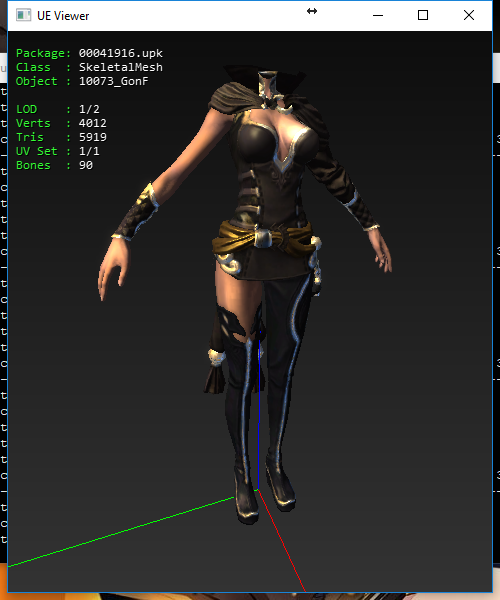 UE Viewer
Package: 00041916.upk
Class : SkeletalMesh
Object : 10073_GonF
LOD : 1/2
Verts : 4012
Tris : 5919
UV Set : 1/1
Bones : 90